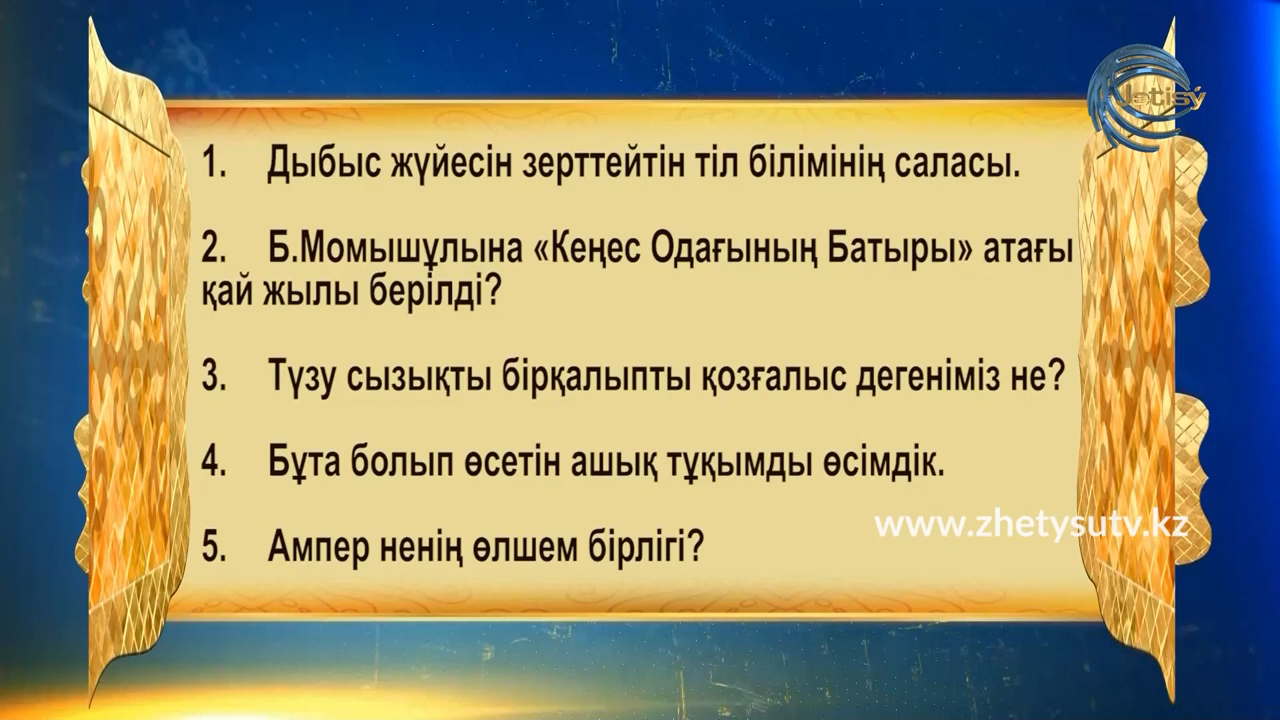 Jetisý
1. Дыбыс жүйесін зерттейтін тіл білімінің саласы.
2. Б.Момышұлына «Кеңес Одағының Батыры» атағы
қай жылы берілді?
3. Түзу сызықты бірқалыпты қозғалыс дегеніміз не?
4. Бұта болып өсетін ашық тұқымды өсімдік.
www.zhetysutv.kz
5. Ампер ненің өлшем бірлігі?